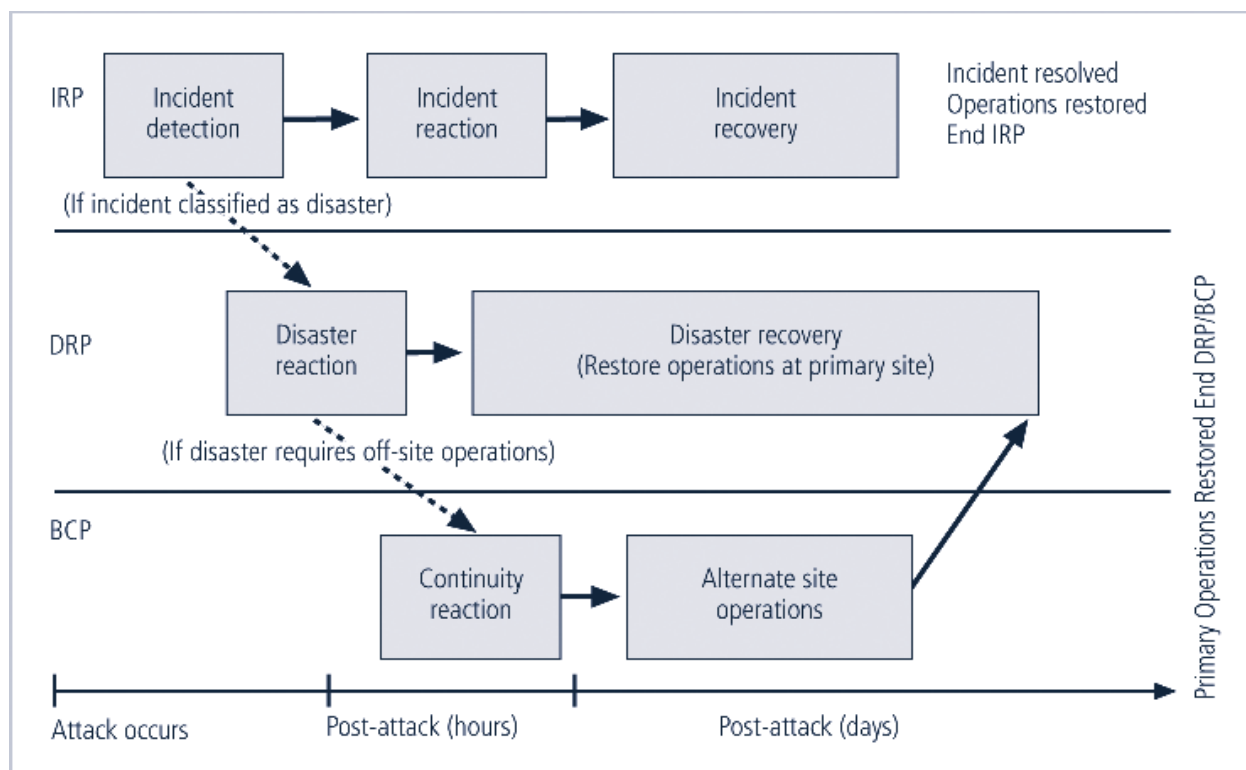 IRP
Incident
detection
Incident
reaction
Incident
recovery
Incident resolved
Operations restored
End IRP
(If incident classified as disaster)
DRP
Disaster
reaction
Disaster recovery
(Restore operations at primary site)
(If disaster requires off-site operations)
BCP
Continuity
reaction
Alternate site
operations
Primary Operations Restored End DRP/BCP
Attack occurs
Post-attack (hours)
Post-attack (days)